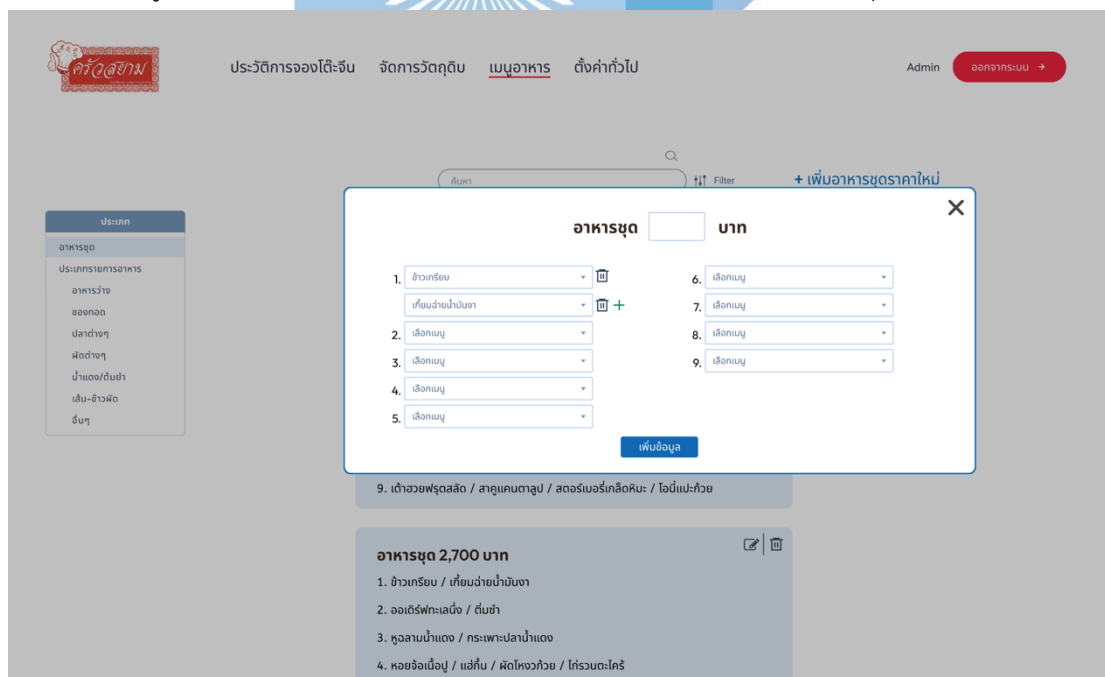 ครัวสยาม
ประวัติการจองโต๊ะจีน จัดการวัตถุดิบ เมนูอาหาร ตั้งค่าทั่วไป
Admin ออกจากระบบ →
ค้นหา
Filter
+ เพิ่มอาหารชุดราคาใหม่
ประเภท
อาหารชุด
ประเภทรายการอาหาร
อาหารว่าง
ของทอด
ปลาต่างๆ
ผัดต่างๆ
น้ำแดง/ต้มยำ
เส้น-ข้าวผัด
อื่นๆ
อาหารชุด บาท
1. ข้าวเกรียบ
เกี้ยมฉ่ายน้ำมันงา
2. เลือกเมนู
3. เลือกเมนู
4. เลือกเมนู
5. เลือกเมนู
6. เลือกเมนู
7. เลือกเมนู
8. เลือกเมนู
9. เลือกเมนู
เพิ่มข้อมูล
9. เต้าฮวยฟรุตสลัด / สาคูแคนตาลูป / สตอร์เบอรี่เกล็ดหิมะ / โอนี่แปะก้วย
อาหารชุด 2,700 บาท
1. ข้าวเกรียบ / เกี้ยมฉ่ายน้ำมันงา
2. ออเดิร์ฟทะเลนึ่ง / ติ่มซำ
3. หูฉลามน้ำแดง / กระเพาะปลาน้ำแดง
4. หอยจ้อเนื้อปู / แฮ่กึ้น / ผัดโหงวก้วย / ไก่รวนตะไคร้